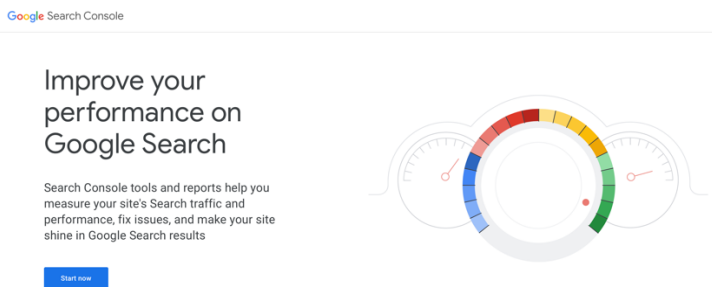 Google Search Console
Improve your
performance on
Google Search
Search Console tools and reports help you
measure your site's Search traffic and
performance, fix issues, and make your site
shine in Google Search results
Start now